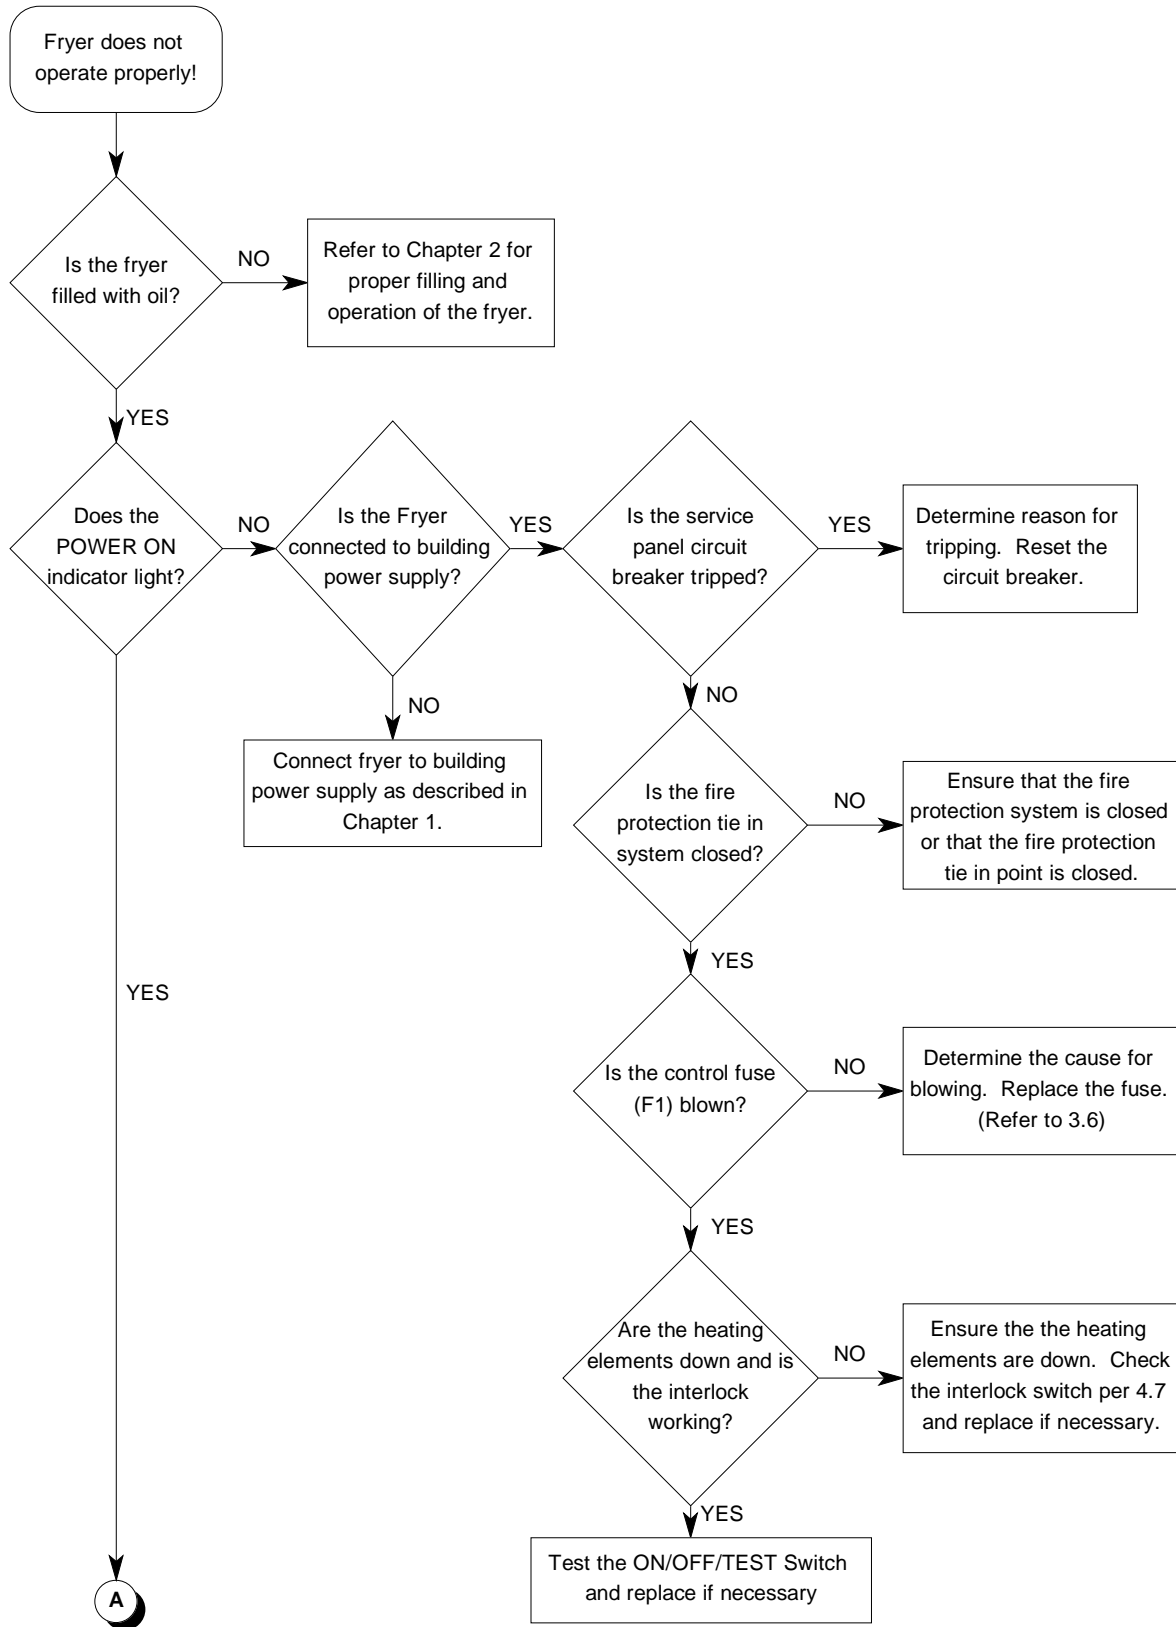 Fryer does not
operate properly!
Is the fryer
filled with oil?
NO
Refer to Chapter 2 for
proper filling and
operation of the fryer.
YES
Does the
POWER ON
indicator light?
NO
Is the Fryer
connected to building
power supply?
YES
Is the service
panel circuit
breaker tripped?
YES
Determine reason for
tripping. Reset the
circuit breaker.
NO
Connect fryer to building
power supply as described in
Chapter 1.
NO
Is the fire
protection tie in
system closed?
NO
Ensure that the fire
protection system is closed
or that the fire protection
tie in point is closed.
YES
YES
Is the control fuse
(F1) blown?
NO
Determine the cause for
blowing. Replace the fuse.
(Refer to 3.6)
YES
Are the heating
elements down and is
the interlock
working?
NO
Ensure the the heating
elements are down. Check
the interlock switch per 4.7
and replace if necessary.
YES
Test the ON/OFF/TEST Switch
and replace if necessary
A